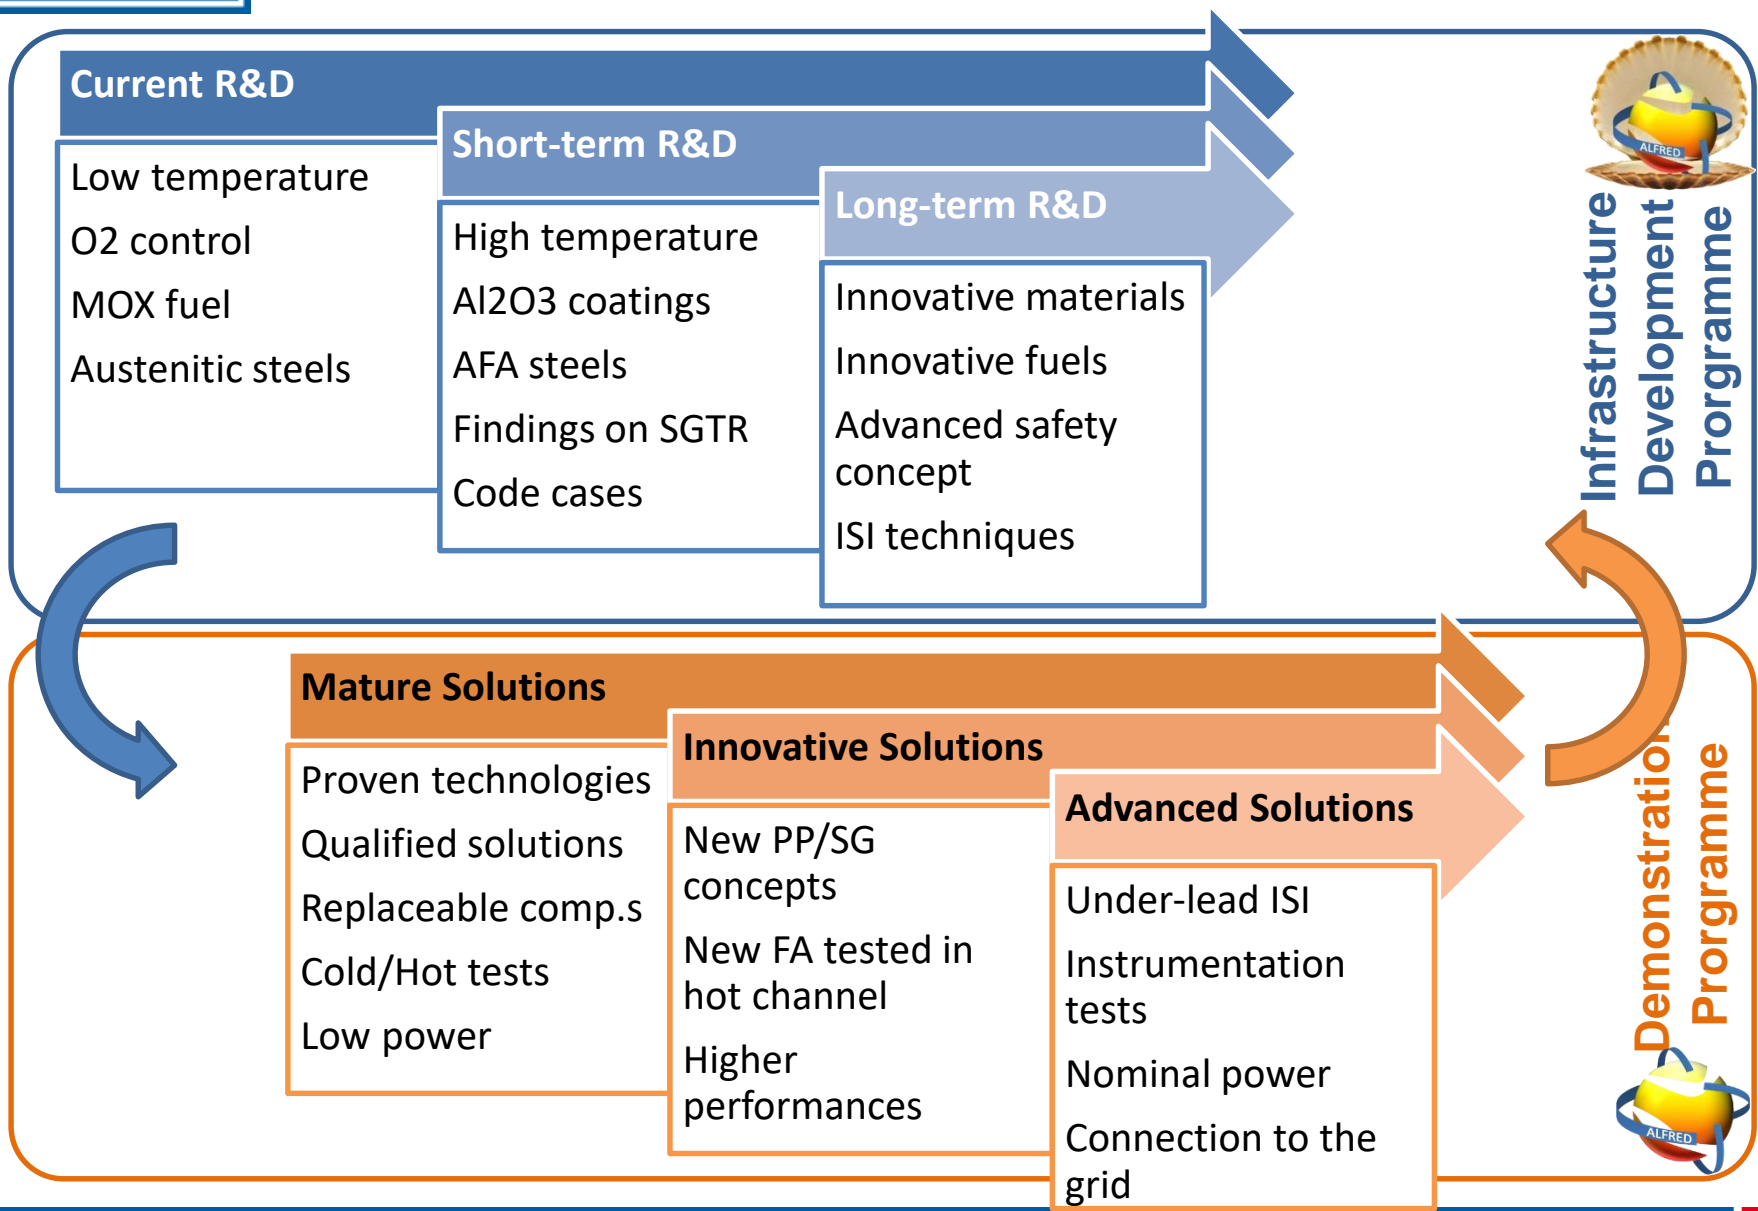 Current R&D
Low temperature
O2 control
MOX fuel
Austenitic steels
Short-term R&D
High temperature
Al2O3 coatings
AFA steels
Findings on SGTR
Code cases
Long-term R&D
Innovative materials
Innovative fuels
Advanced safety
concept
ISI techniques
ALFRED
Infrastructure
Development
Prorgramme
Mature Solutions
Proven technologies
Qualified solutions
Replaceable comp.s
Cold/Hot tests
Low power
Innovative Solutions
New PP/SG
concepts
New FA tested in
hot channel
Higher
performances
Advanced Solutions
Under-lead ISI
Instrumentation
tests
Nominal power
Connection to the
grid
Demonstration
Prorgramme
ALFRED